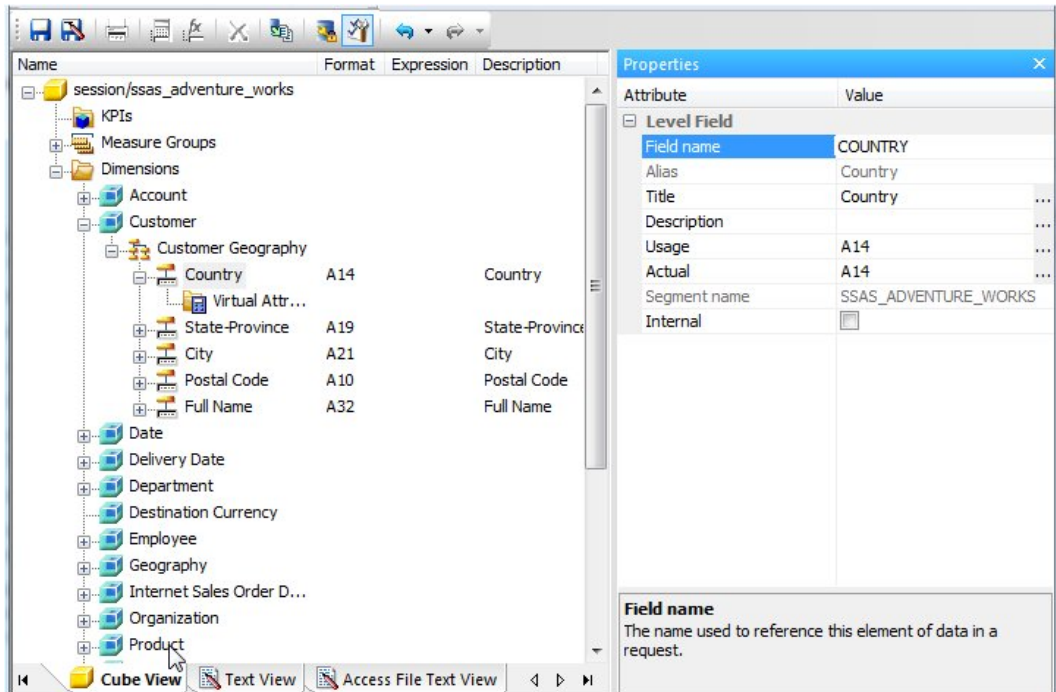 Name Format Expression Description
session/ssas_adventure_works
KPIs
Measure Groups
Dimensions
Account
Customer
Customer Geography
Country A14 Country
Virtual Attr...
State-Province A19 State-Province
City A21 City
Postal Code A10 Postal Code
Full Name A32 Full Name
Date
Delivery Date
Department
Destination Currency
Employee
Geography
Internet Sales Order D...
Organization
Product
Cube View Text View Access File Text View
Properties
Attribute Value
Level Field
Field name COUNTRY
Alias Country
Title Country ...
Description ...
Usage A14 ...
Actual A14 ...
Segment name SSAS_ADVENTURE_WORKS
Internal
Field name
The name used to reference this element of data in a
request.